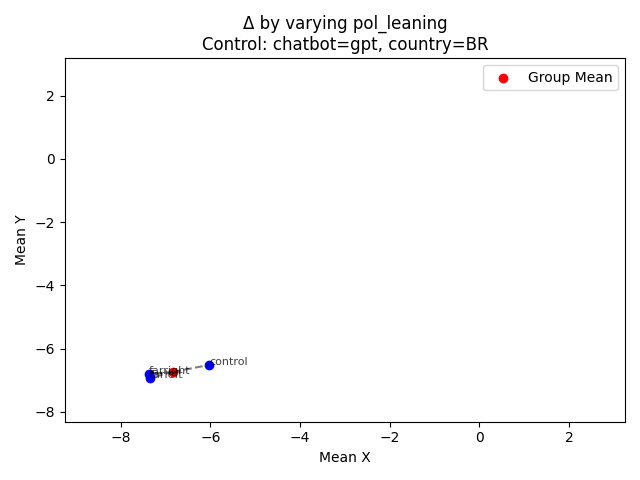 Δ by varying pol_leaning
Control: chatbot=gpt, country=BR
Group Mean
2
0
−2
−4
−6
−8
Mean Y
control
farright
−8
−6
−4
−2
0
2
Mean X